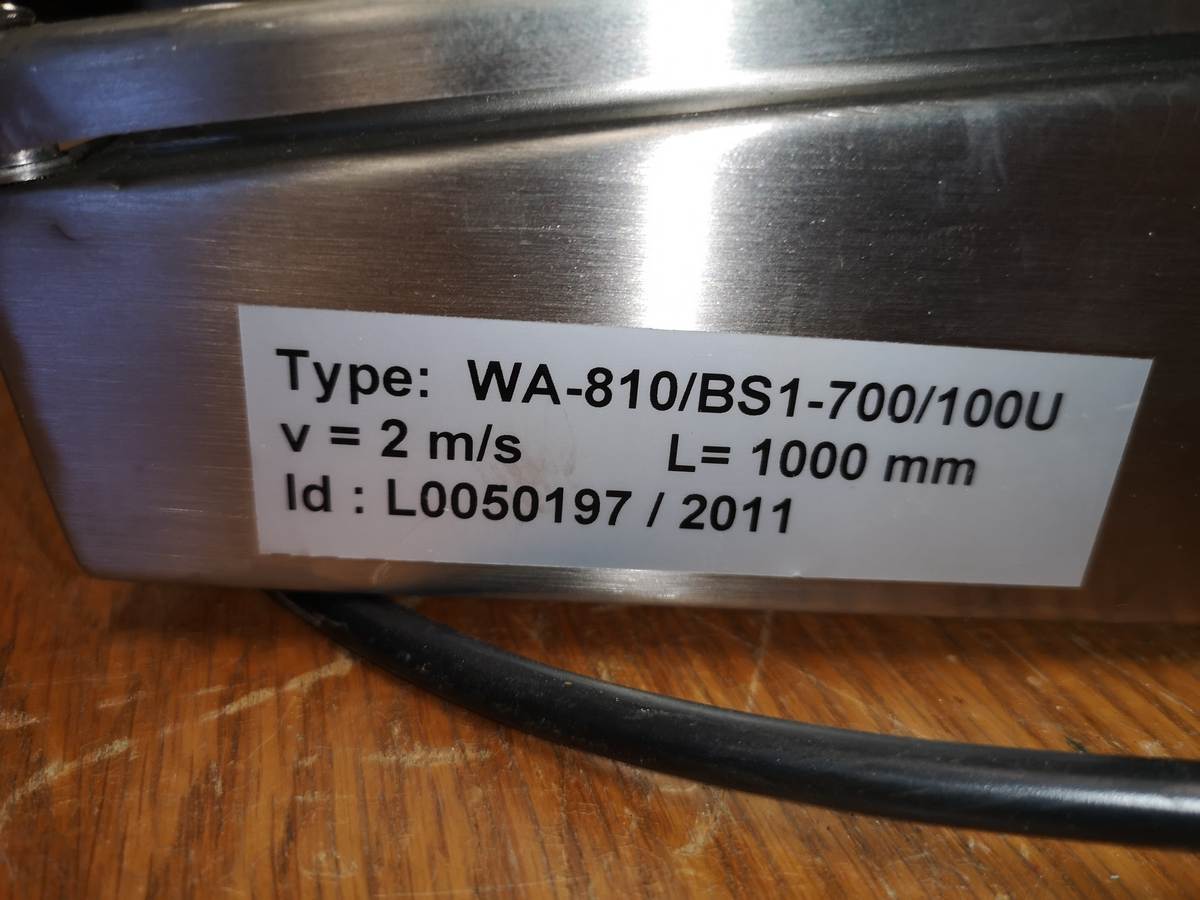 Type: WA-810/BS1-700/100U
v = 2 m/s L= 1000 mm
Id : L0050197 / 2011